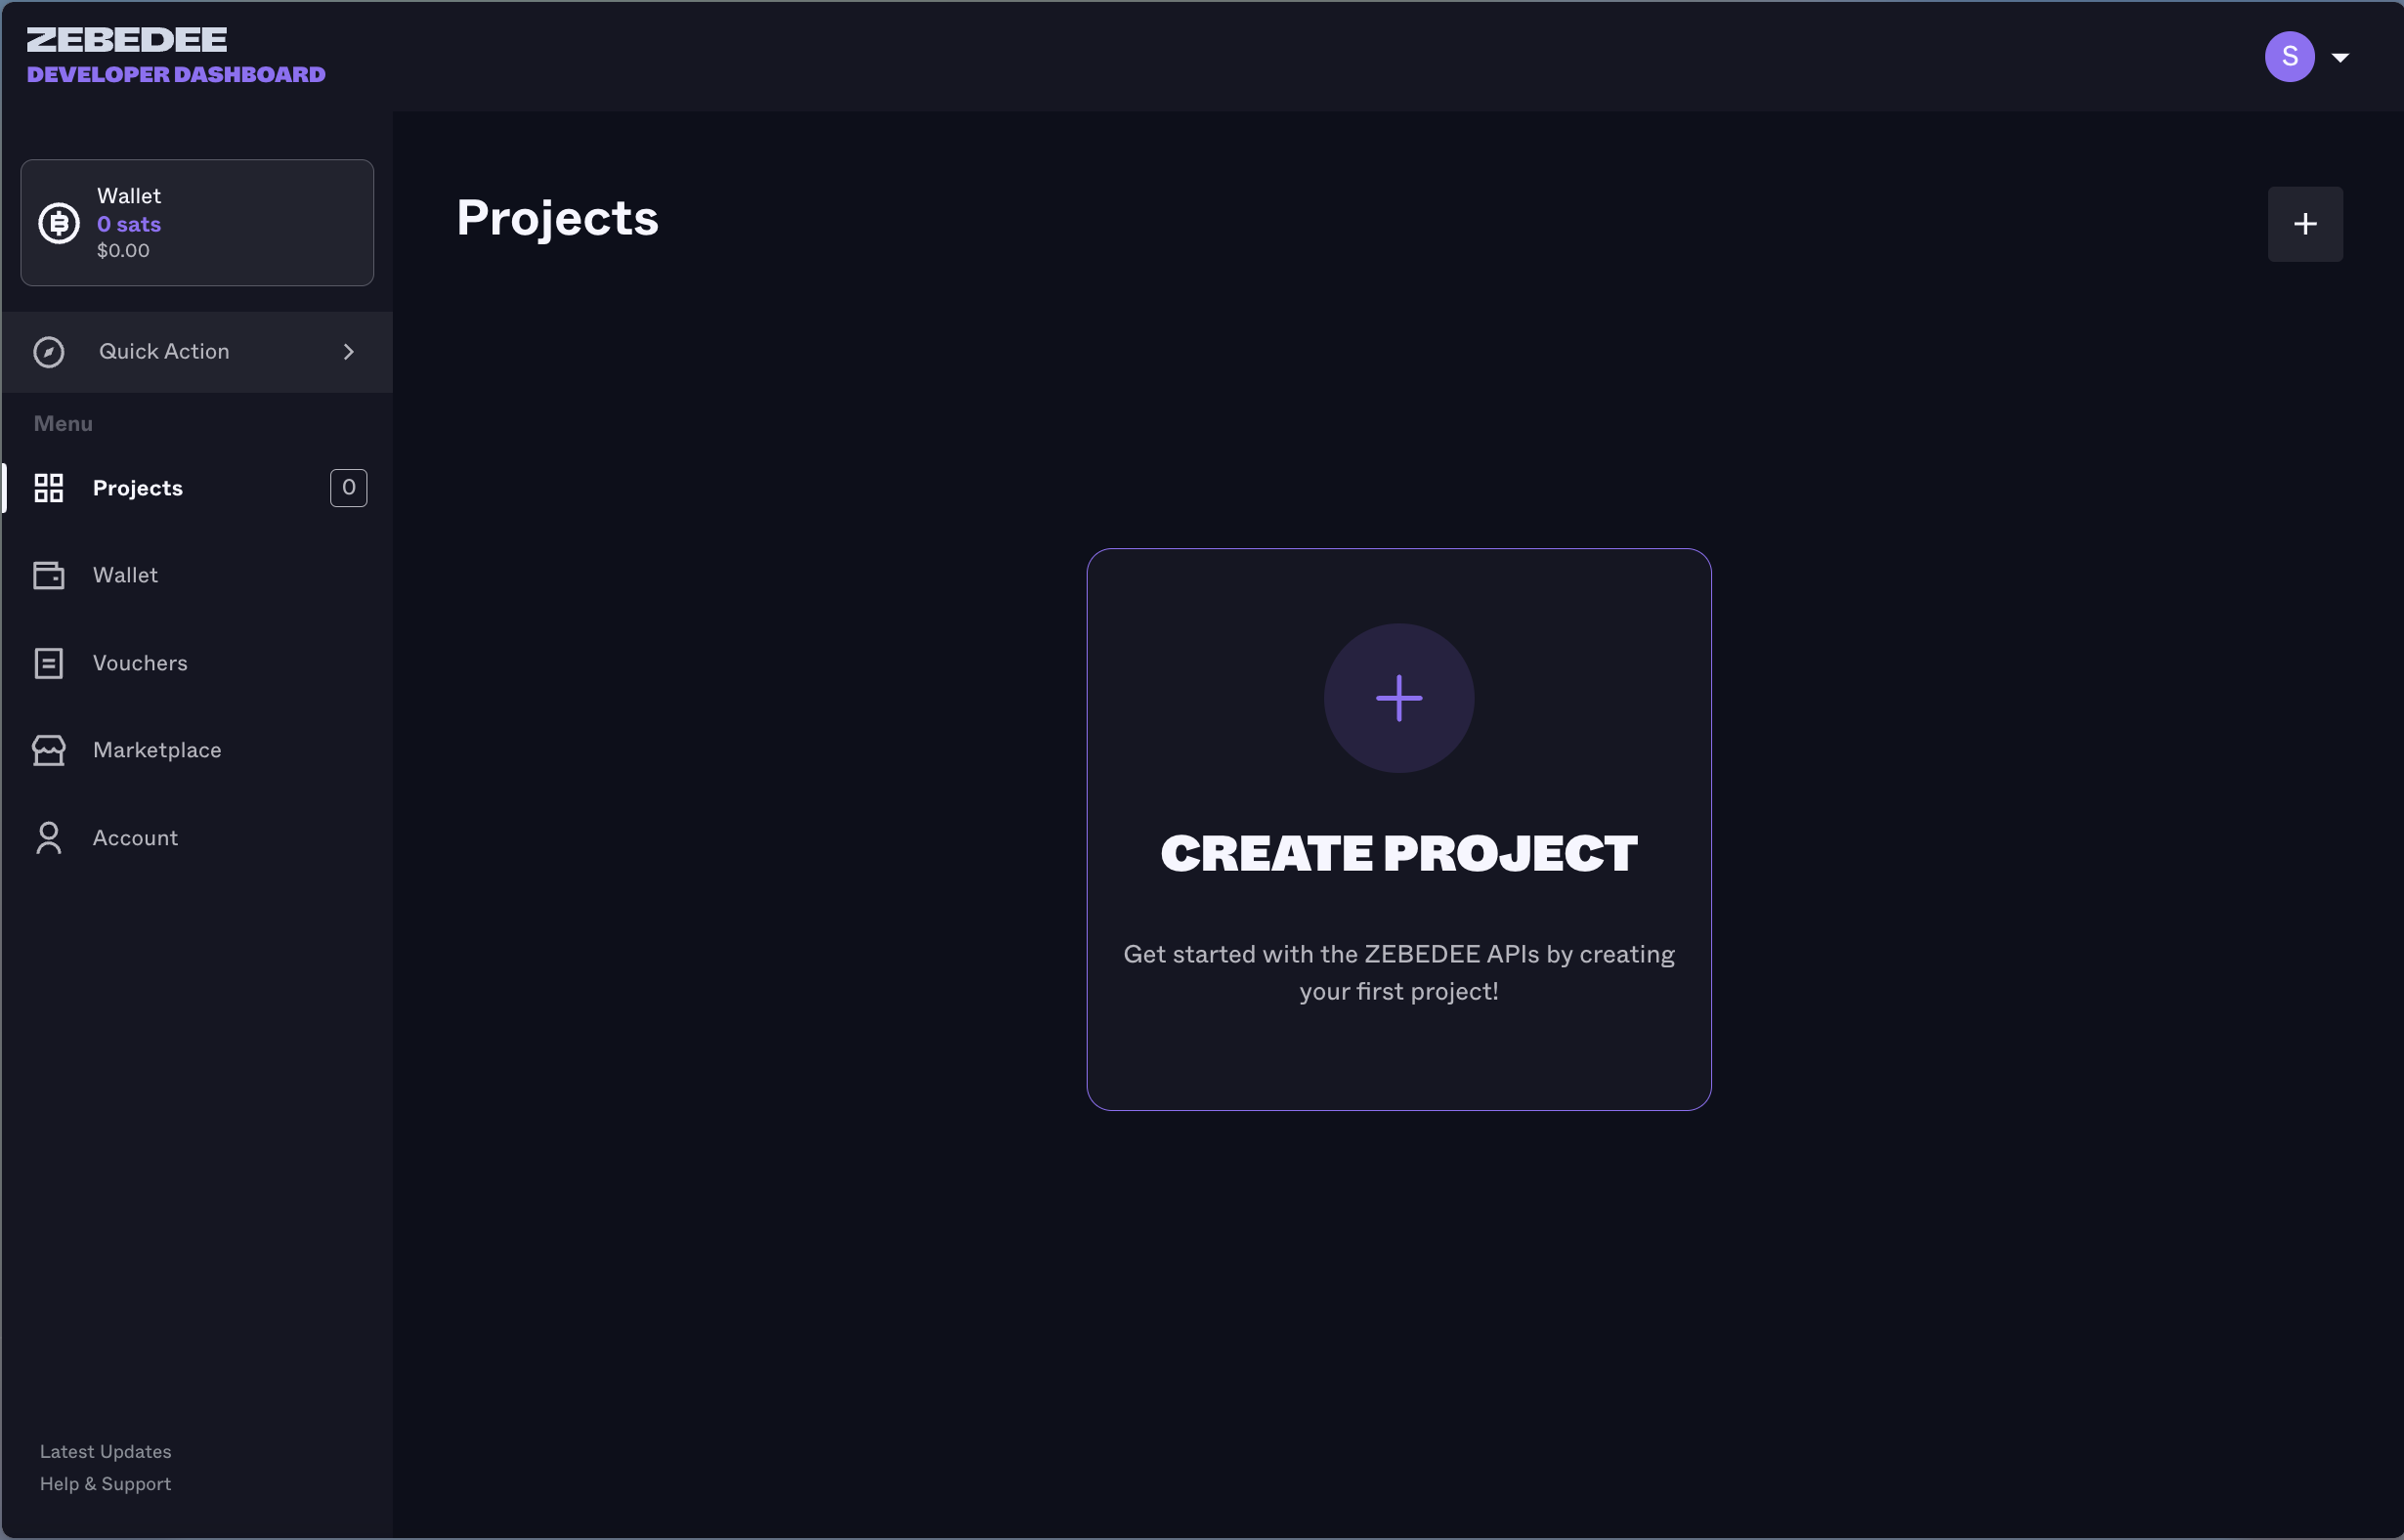 ZEBEDEE
DEVELOPER DASHBOARD
S
Wallet
0 sats
$0.00
Quick Action
Menu
Projects
0
Wallet
Vouchers
Marketplace
Account
Latest Updates
Help & Support
Projects
CREATE PROJECT
Get started with the ZEBEDEE APIs by creating
your first project!